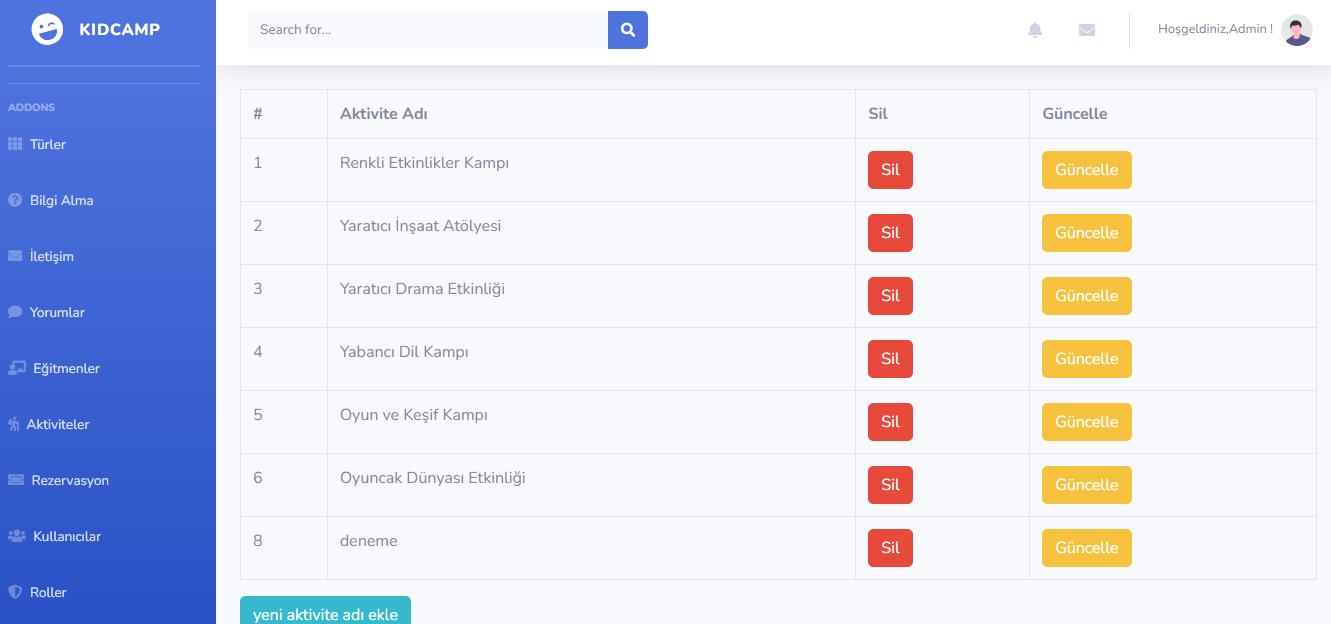 KIDCAMP
Search for...
Hoşgeldiniz,Admin !
ADDONS
Türler
Bilgi Alma
İletişim
Yorumlar
Eğitmenler
Aktiviteler
Rezervasyon
Kullanıcılar
Roller
# Aktivite Adı Sil Güncelle
1 Renkli Etkinlikler Kampı Sil Güncelle
2 Yaratıcı İnşaat Atölyesi Sil Güncelle
3 Yaratıcı Drama Etkinliği Sil Güncelle
4 Yabancı Dil Kampı Sil Güncelle
5 Oyun ve Keşif Kampı Sil Güncelle
6 Oyuncak Dünyası Etkinliği Sil Güncelle
8 deneme Sil Güncelle
yeni aktivite adı ekle